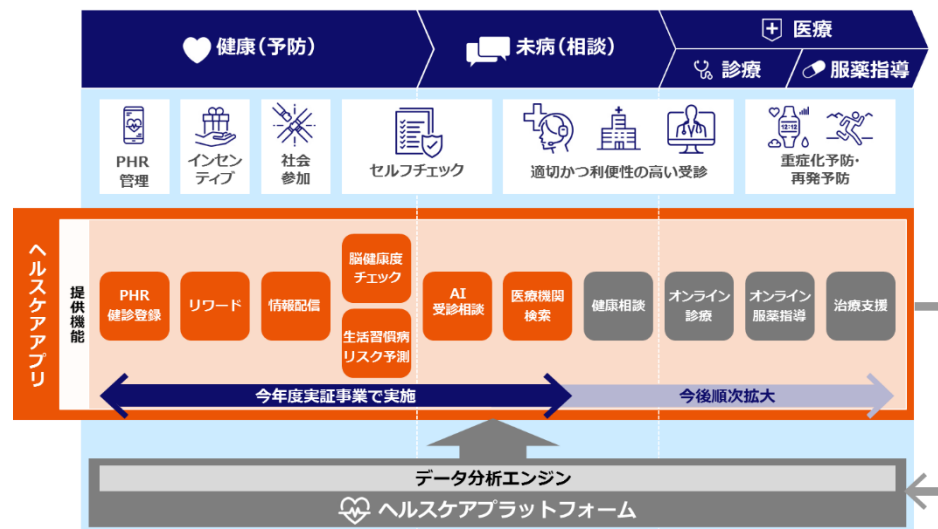 健康(予防)
未病(相談)
医療
診療
服薬指導
PHR
管理
インセン
ティブ
社会
参加
セルフチェック
適切かつ利便性の高い受診
12:12
重症化予防・
再発予防
ヘルスケアアプリ
提供機能
PHR
健診登録
リワード
情報配信
脳健康度
チェック
生活習慣病
リスク予測
AI
受診相談
医療機関
検索
健康相談
オンライン
診療
オンライン
服薬指導
治療支援
今年度実証事業で実施
今後順次拡大
データ分析エンジン
ヘルスケアプラットフォーム